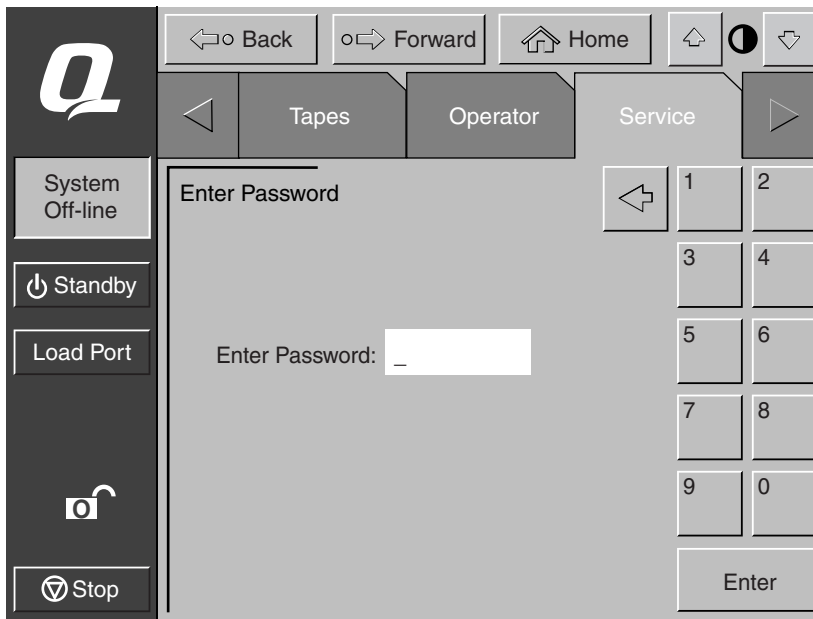 Q
Back
Forward
Home
Tapes
Operator
Service
System
Off-line
Standby
Load Port
O
Stop
Enter Password
Enter Password: _
1
2
3
4
5
6
7
8
9
0
Enter